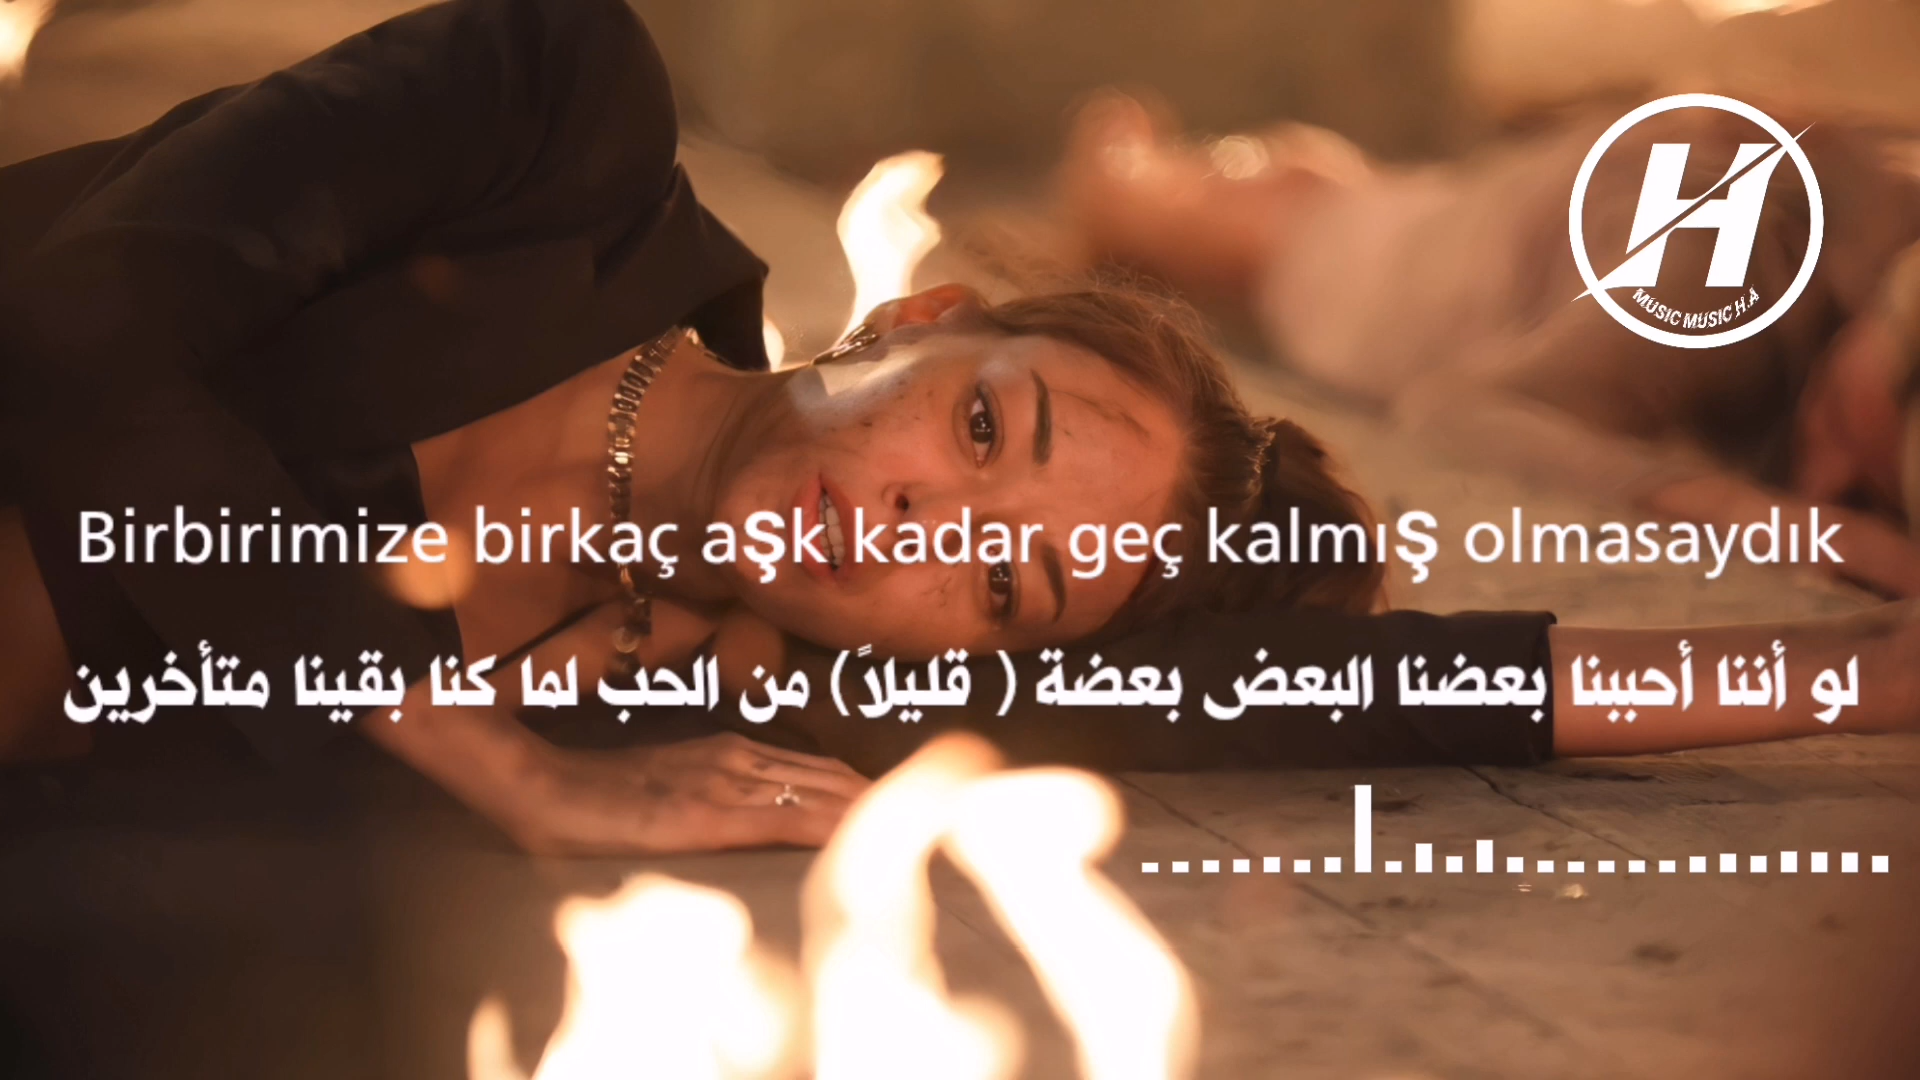 H
MUSIC MUSIC H.A
Birbirimize birkaç aşk kadar geç kalmış olmasaydık
لو أننا أحببنا بعضنا البعض بعضة ( قليلاً) من الحب لما كنا بقينا متأخرين